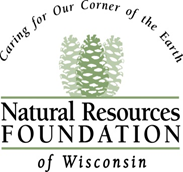 Caring for Our Corner of the Earth
Natural Resources
FOUNDATION
of Wisconsin